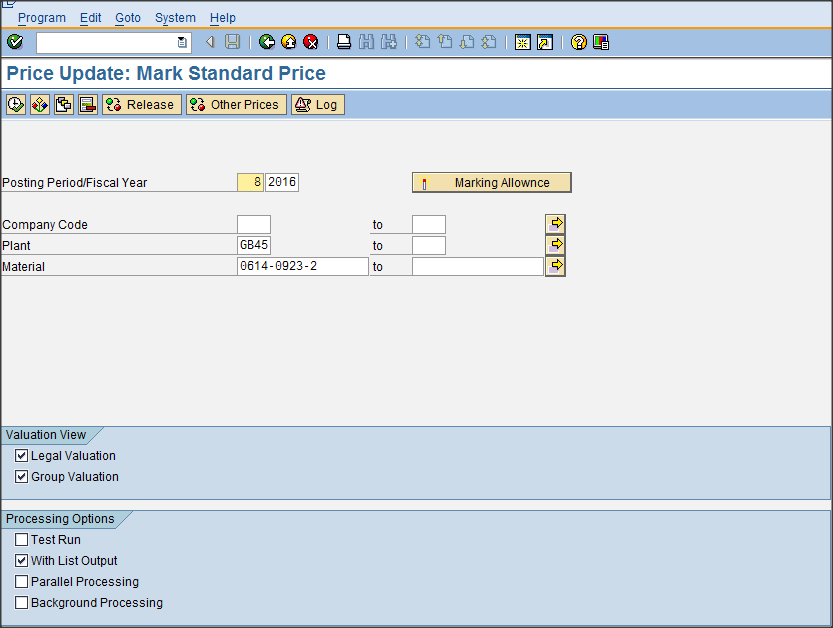 Program Edit Goto System Help
Price Update: Mark Standard Price
Release Other Prices Log
Posting Period/Fiscal Year 8 2016 Marking Allownce
Company Code to
Plant GB45 to
Material 0614-0923-2 to
Valuation View
Legal Valuation
Group Valuation
Processing Options
Test Run
With List Output
Parallel Processing
Background Processing